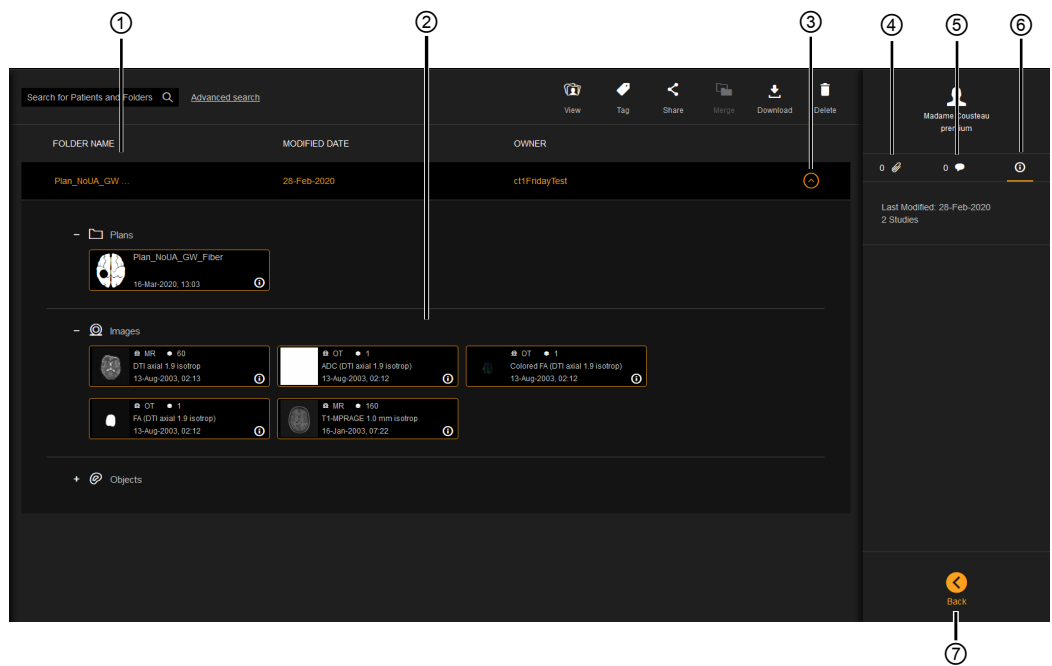 ① ② ③ ④ ⑤ ⑥
Search for Patients and Folders Advanced search
View Tag Share Merge Download Delete
Madame Cousteau
premium
FOLDER NAME MODIFIED DATE OWNER
0 0
Plan_NoUA_GW ... 28-Feb-2020 ct1FridayTest
Last Modified: 28-Feb-2020
2 Studies
Plans
Plan_NoUA_GW_Fiber
16-Mar-2020, 13:03
Images
MR 60
DTI axial 1.9 isotrop
13-Aug-2003, 02:13
OT 1
ADC (DTI axial 1.9 isotrop)
13-Aug-2003, 02:12
OT 1
Colored FA (DTI axial 1.9 isotrop)
13-Aug-2003, 02:12
OT 1
FA (DTI axial 1.9 isotrop)
13-Aug-2003, 02:12
MR 160
T1-MPRAGE 1.0 mm isotrop
16-Jan-2003, 07:22
Objects
Back
⑦